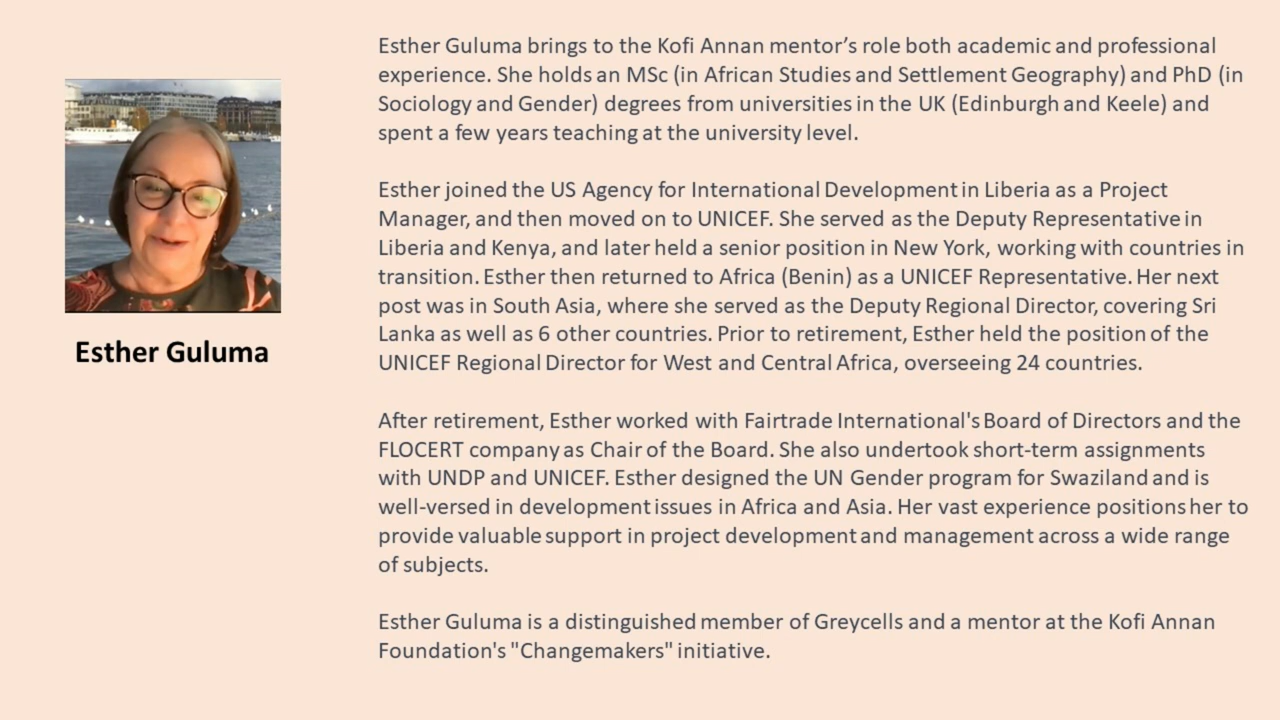 Esther Guluma brings to the Kofi Annan mentor’s role both academic and professional
experience. She holds an MSc (in African Studies and Settlement Geography) and PhD (in
Sociology and Gender) degrees from universities in the UK (Edinburgh and Keele) and
spent a few years teaching at the university level.
Esther joined the US Agency for International Development in Liberia as a Project
Manager, and then moved on to UNICEF. She served as the Deputy Representative in
Liberia and Kenya, and later held a senior position in New York, working with countries in
transition. Esther then returned to Africa (Benin) as a UNICEF Representative. Her next
post was in South Asia, where she served as the Deputy Regional Director, covering Sri
Lanka as well as 6 other countries. Prior to retirement, Esther held the position of the
UNICEF Regional Director for West and Central Africa, overseeing 24 countries.
After retirement, Esther worked with Fairtrade International's Board of Directors and the
FLOCERT company as Chair of the Board. She also undertook short-term assignments
with UNDP and UNICEF. Esther designed the UN Gender program for Swaziland and is
well-versed in development issues in Africa and Asia. Her vast experience positions her to
provide valuable support in project development and management across a wide range
of subjects.
Esther Guluma is a distinguished member of Greycells and a mentor at the Kofi Annan
Foundation's "Changemakers" initiative.
Esther Guluma